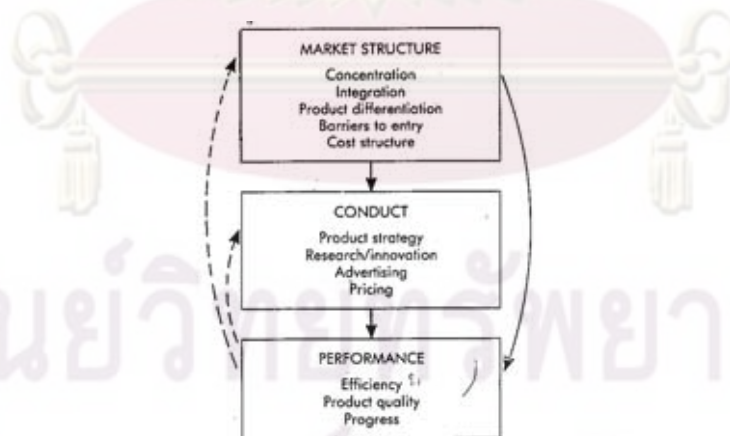 MARKET STRUCTURE
Concentration
Integration
Product differentiation
Barriers to entry
Cost structure
CONDUCT
Product strategy
Research/innovation
Advertising
Pricing
PERFORMANCE
Efficiency
Product quality
Progress